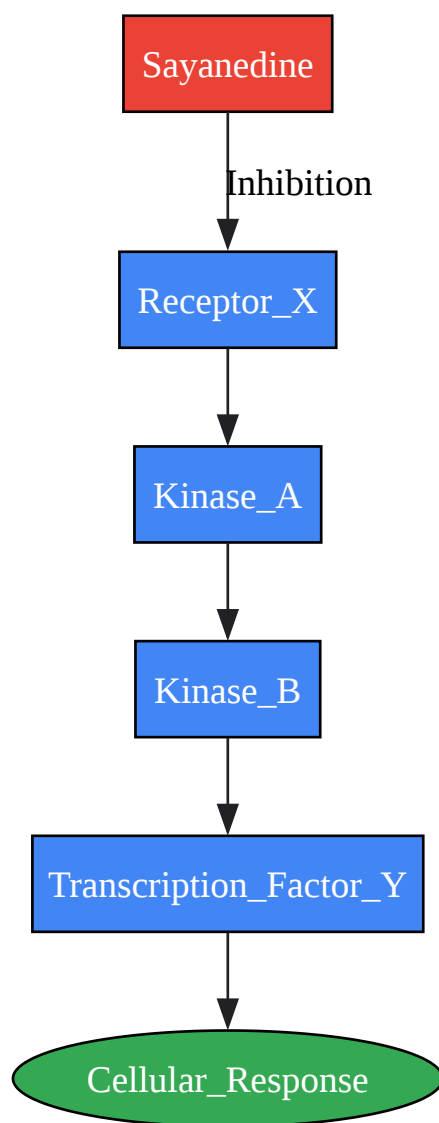 Sayanedine
Inhibition
Receptor_X
Kinase_A
Kinase_B
Transcription_Factor_Y
Cellular_Response